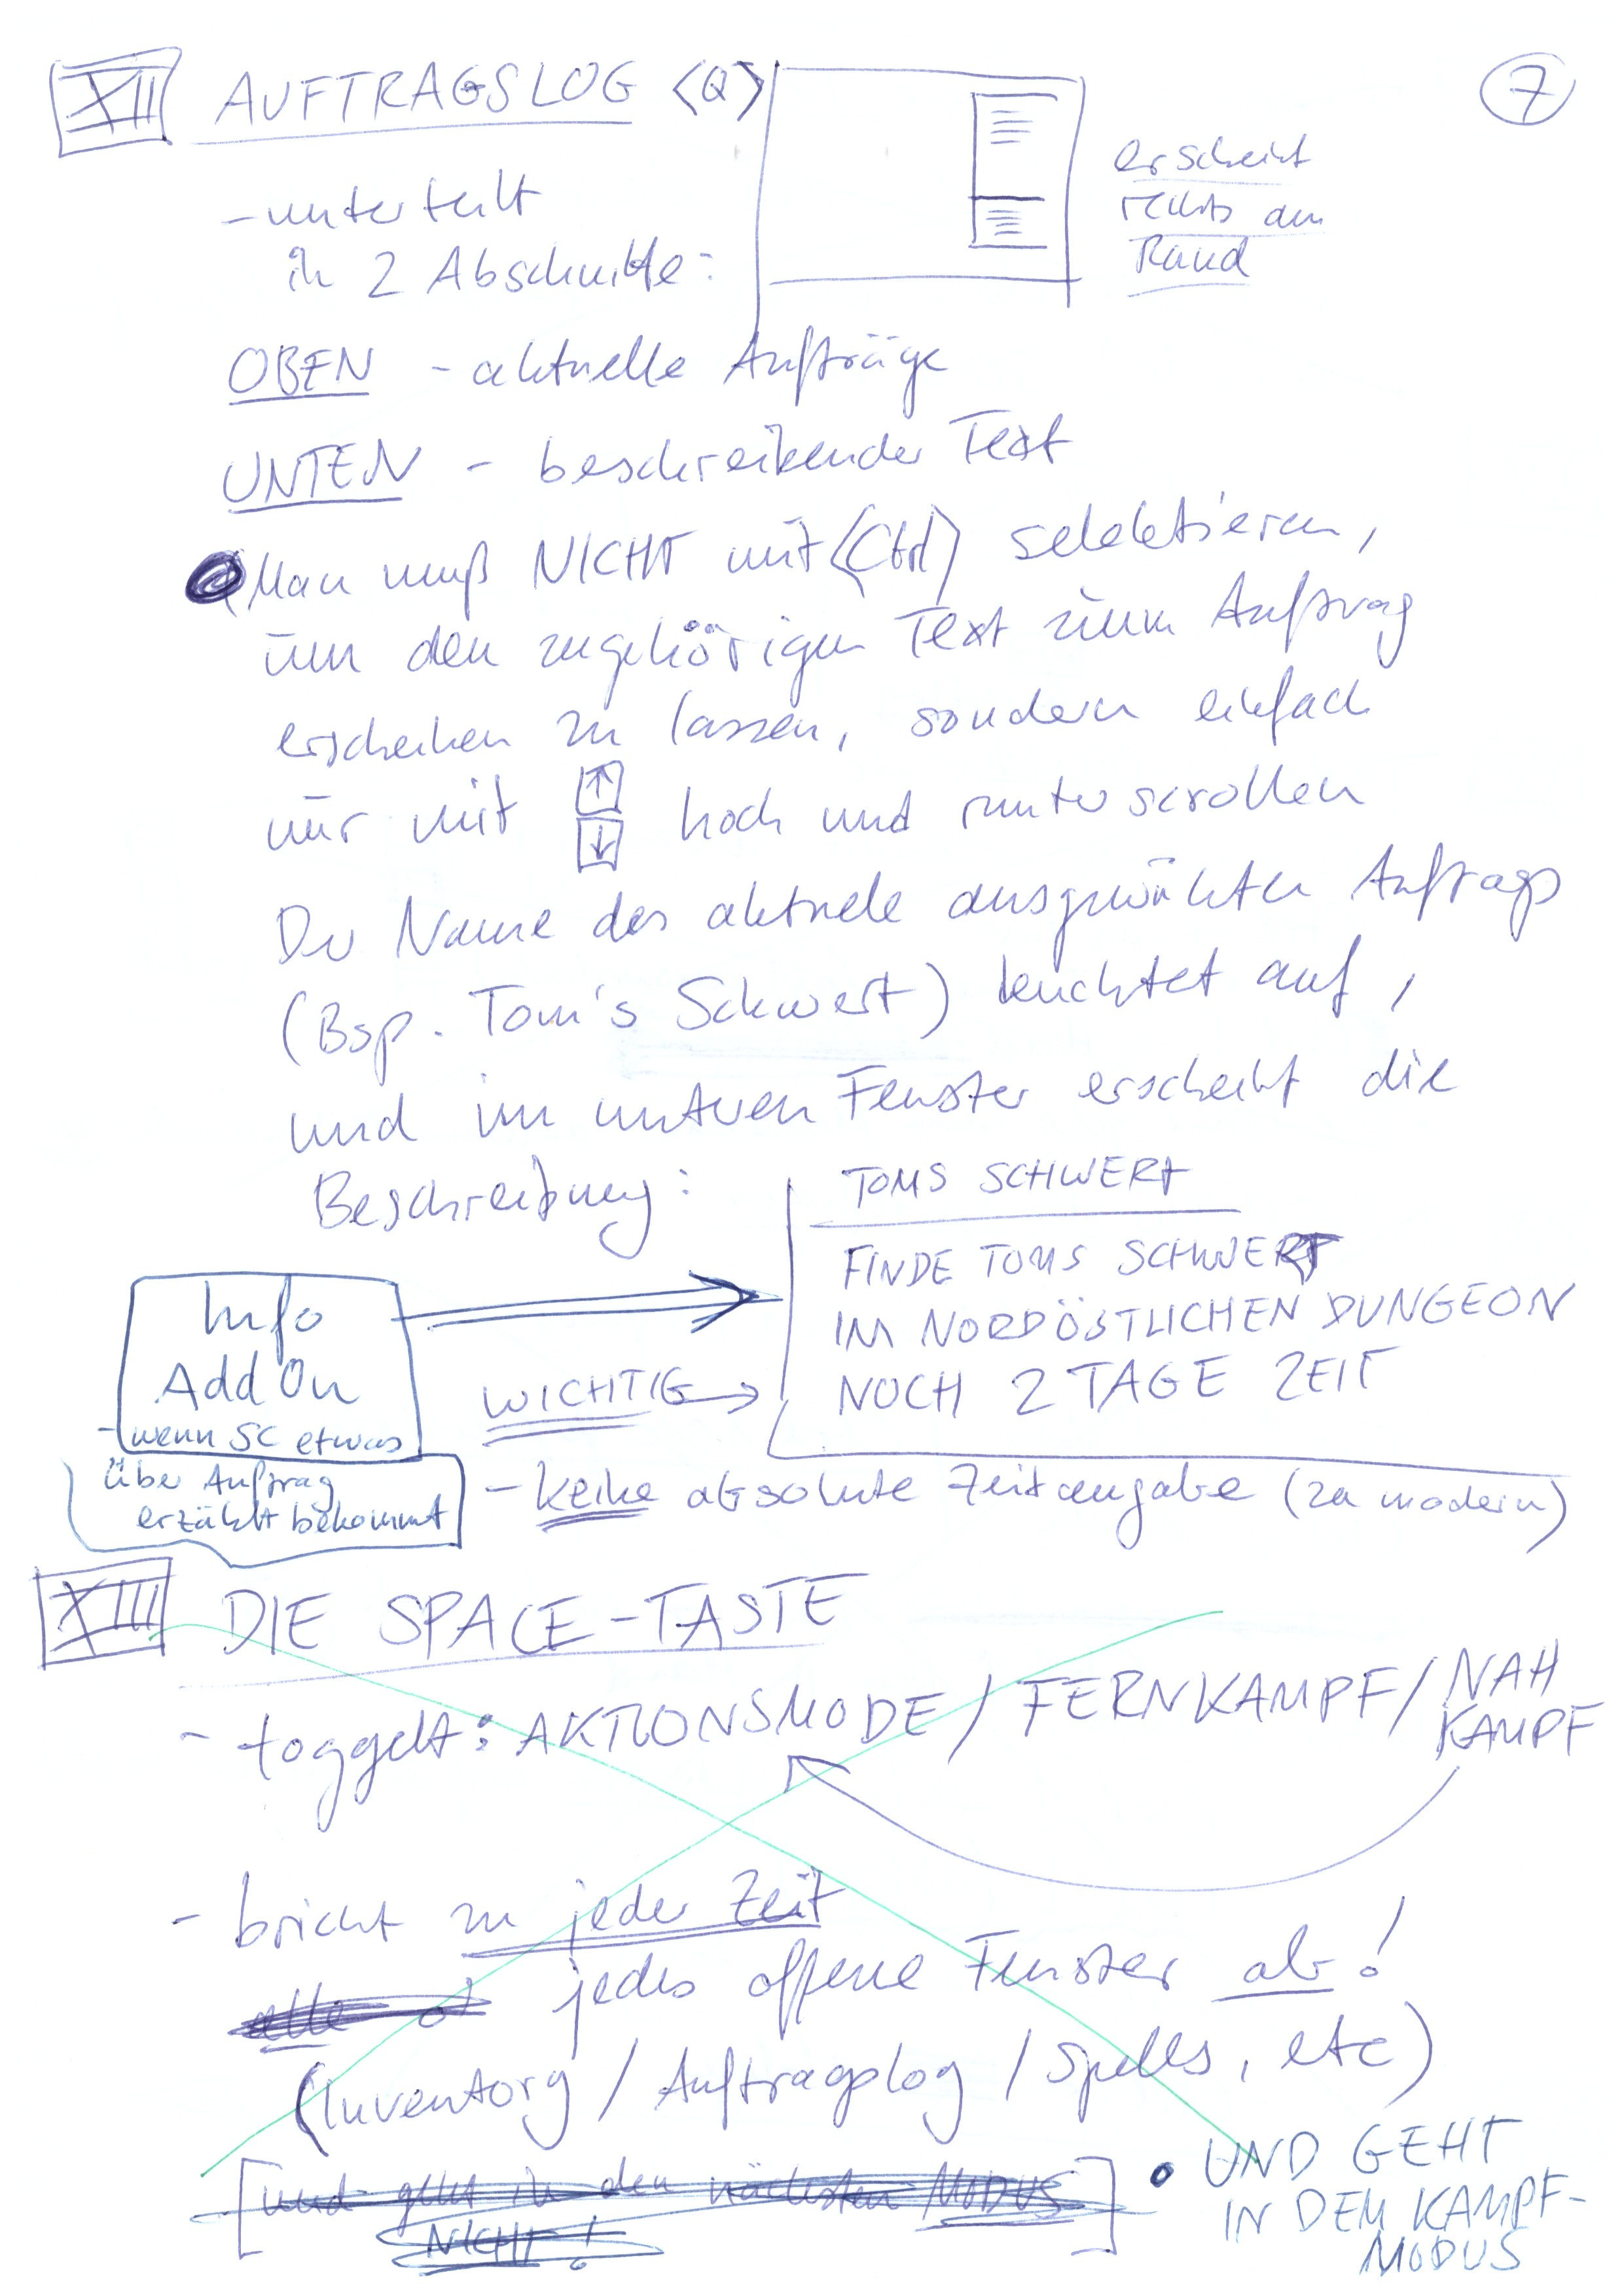 XII AUFTRAGSLOG <Q>
7
erscheint
rechts am
Rand
- unterteilt
in 2 Abschnitte:
OBEN - aktuelle Aufträge
UNTEN - beschreibender Text
Man muß NICHT mit <Ctrl> selektieren,
um den zugehörigen Text zum Auftrag
erscheinen zu lassen, sondern einfach
nur mit ↑ ↓ hoch und runter scrollen
Der Name des aktuele ausgewählten Auftrags
(Bsp. Tom's Schwert) leuchtet auf,
und im unteren Fenster erscheint die
Beschreibung:
TOMS SCHWERT
FINDE TOMS SCHWERT
IM NORDÖSTLICHEN DUNGEON
NOCH 2 TAGE ZEIT
Info
Add On
- wenn SC etwas
über Auftrag
erzählt bekommt
WICHTIG →
- keine absolute Zeitangabe (zu modern)
XIII DIE SPACE-TASTE
- toggelt: AKTIONSMODE / FERNKAMPF / NAH
KAMPF
- bricht zu jeder Zeit
alle jedes offene Fenster ab!
(Inventory / Auftragslog / Spells, etc)
[und geht in den nächsten MODUS
NICHT!]
• UND GEHT
IN DEM KAMPF-
MODUS